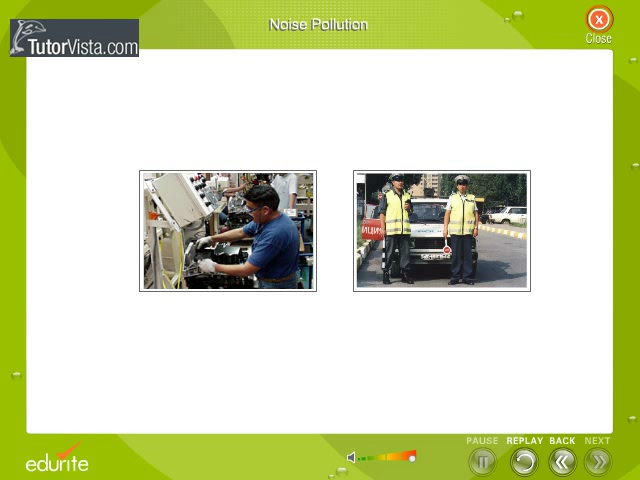 Noise Pollution
TutorVista.com
Close
PAUSE REPLAY BACK NEXT
edurite